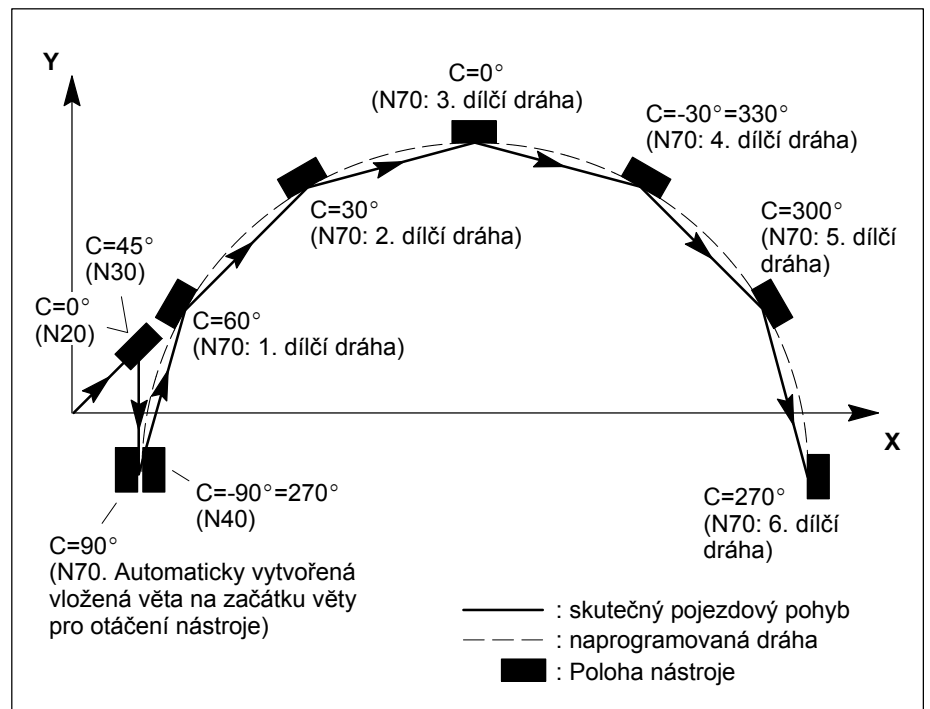 Y
C=0°
(N70: 3. dílčí dráha)
C=-30°=330°
(N70: 4. dílčí dráha)
C=30°
(N70: 2. dílčí dráha)
C=300°
(N70: 5. dílčí
dráha)
C=45°
(N30)
C=0°
(N20)
C=60°
(N70: 1. dílčí dráha)
X
C=-90°=270°
(N40)
C=270°
(N70: 6. dílčí
dráha)
C=90°
(N70. Automaticky vytvořená
vložená věta na začátku věty
pro otáčení nástroje)
: skutečný pojezdový pohyb
: naprogramovaná dráha
: Poloha nástroje